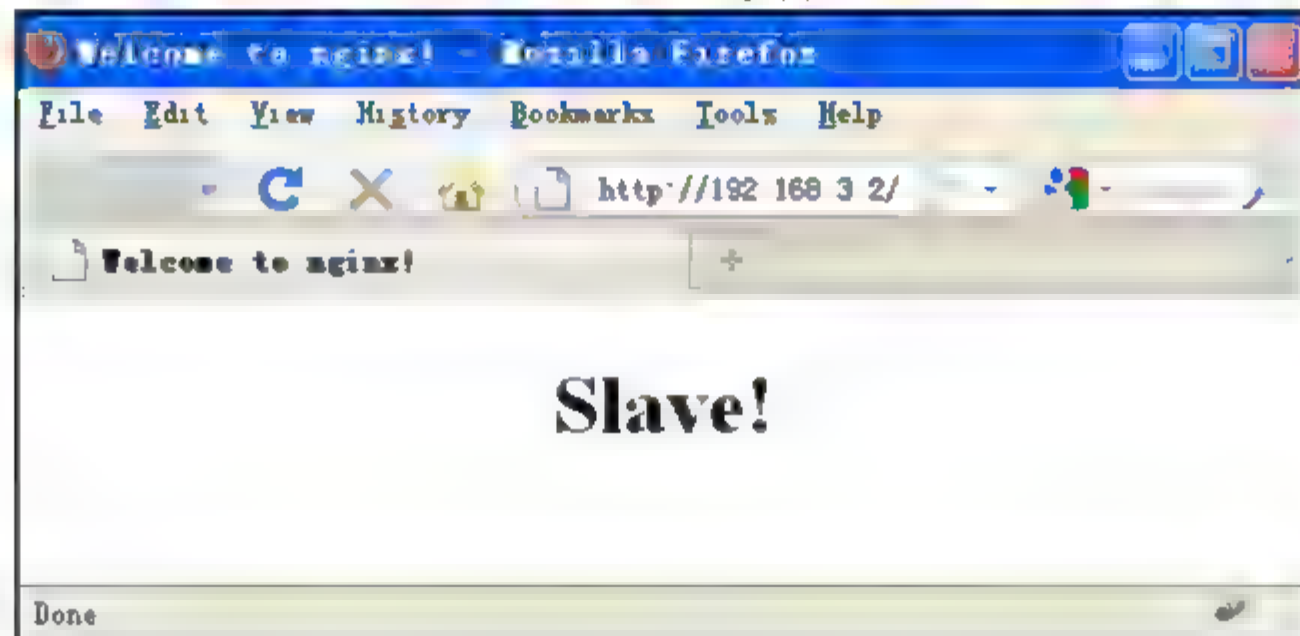 Welcome to nginx! - Mozilla Firefox
File Edit View History Bookmarks Tools Help
http://192.168.3.2/
Welcome to nginx!
Slave!
Done